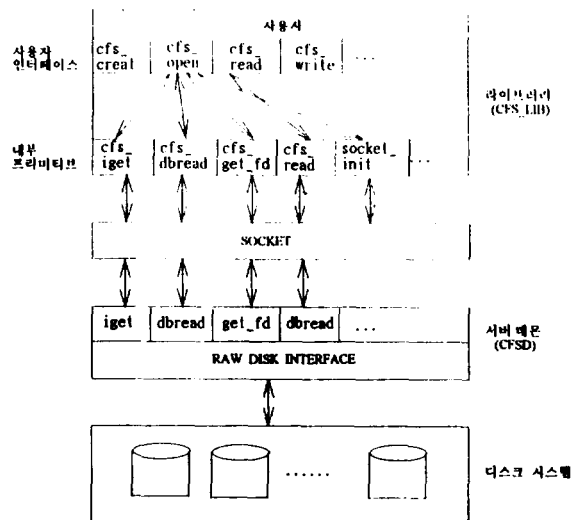 사용자
사용자
인터페이스
cfs_ creat
cfs_ open
cfs_ read
cfs_ write
...
라이브러리
(CFS_LIB)
내부
프리미티브
cfs_ iget
cfs_ dbread
cfs_ get_fd
cfs_ read
socket_ init
...
SOCKET
iget
dbread
get_fd
dbread
...
서버 데몬
(CFSD)
RAW DISK INTERFACE
......
디스크 시스템